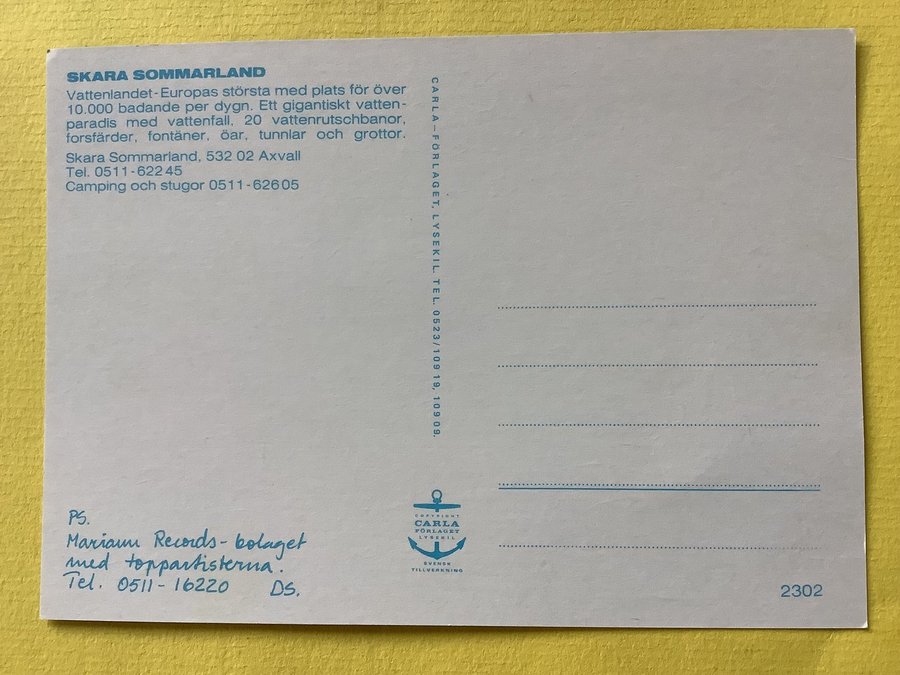 SKARA SOMMARLAND
Vattenlandet-Europas största med plats för över
10.000 badande per dygn. Ett gigantiskt vatten-
paradis med vattenfall, 20 vattenrutschbanor,
forsfärder, fontäner, öar, tunnlar och grottor.
Skara Sommarland, 532 02 Axvall
Tel. 0511-622 45
Camping och stugor 0511-626 05
PS.
Mariann Records-bolaget
med toppartisterna.
Tel. 0511-16220 DS.
CARLA-FÖRLAGET, LYSEKIL. TEL. 0523/109 19, 109 09.
COPYRIGHT
CARLA
FÖRLAGET
LYSEKIL
SVENSK
TILLVERKNING
2302